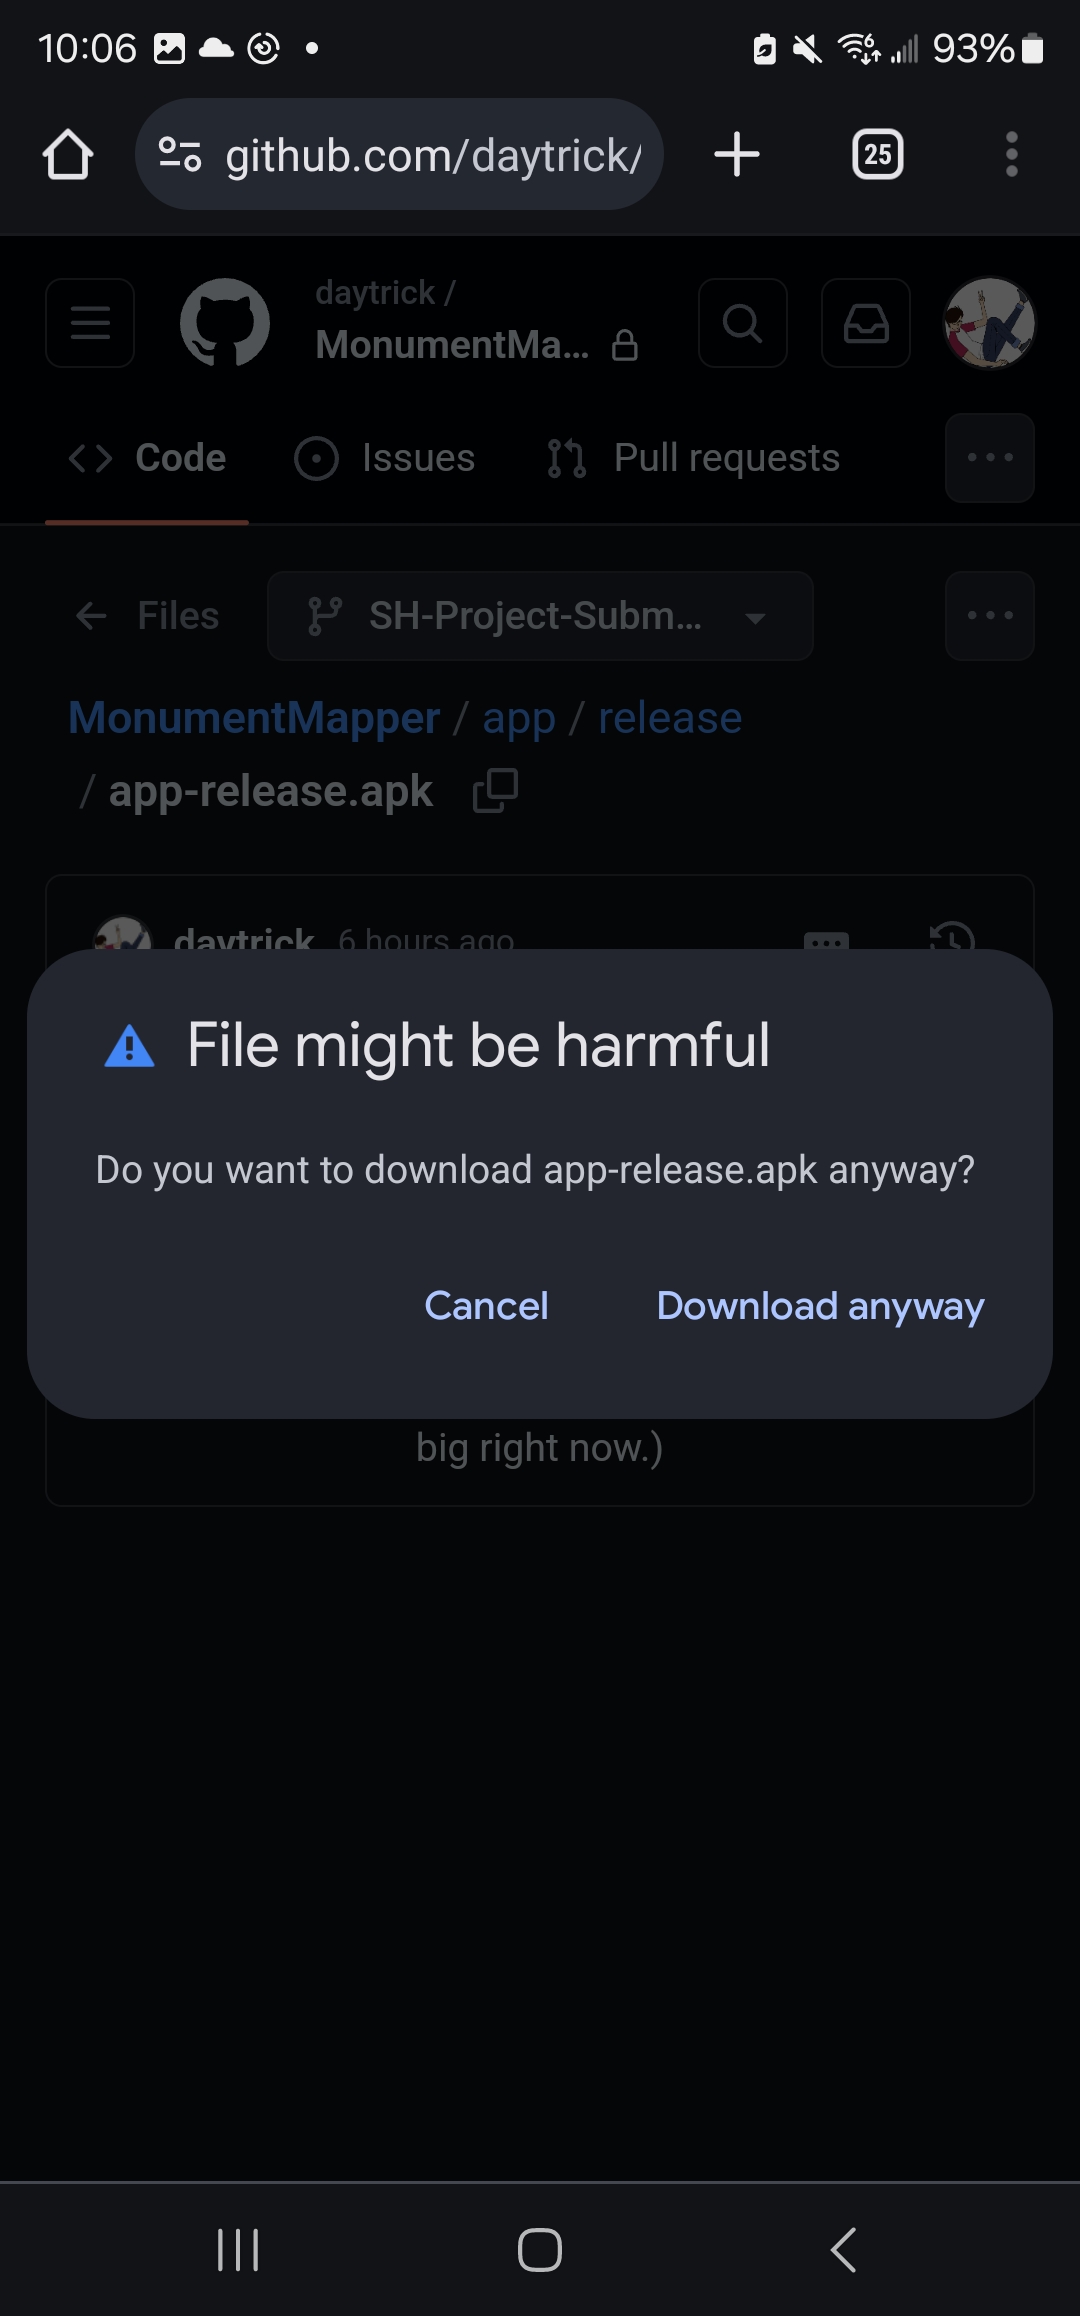 10:06
6
93%
github.com/daytrick/
25
daytrick /
MonumentMa...
Code
Issues
Pull requests
Files
SH-Project-Subm...
MonumentMapper / app / release
/ app-release.apk
daytrick 6 hours ago
File might be harmful
Do you want to download app-release.apk anyway?
Cancel
Download anyway
big right now.)